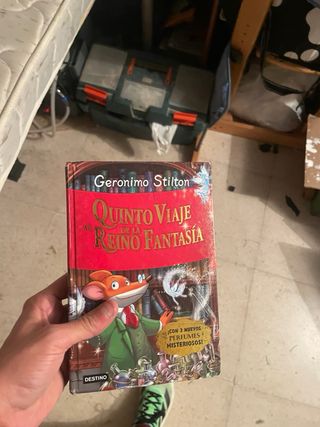 Geronimo Stilton
QUINTO VIAJE
AL DE LA
REINO FANTASÍA
¡CON 3 NUEVOS
PERFUMES
MISTERIOSOS!
DESTINO